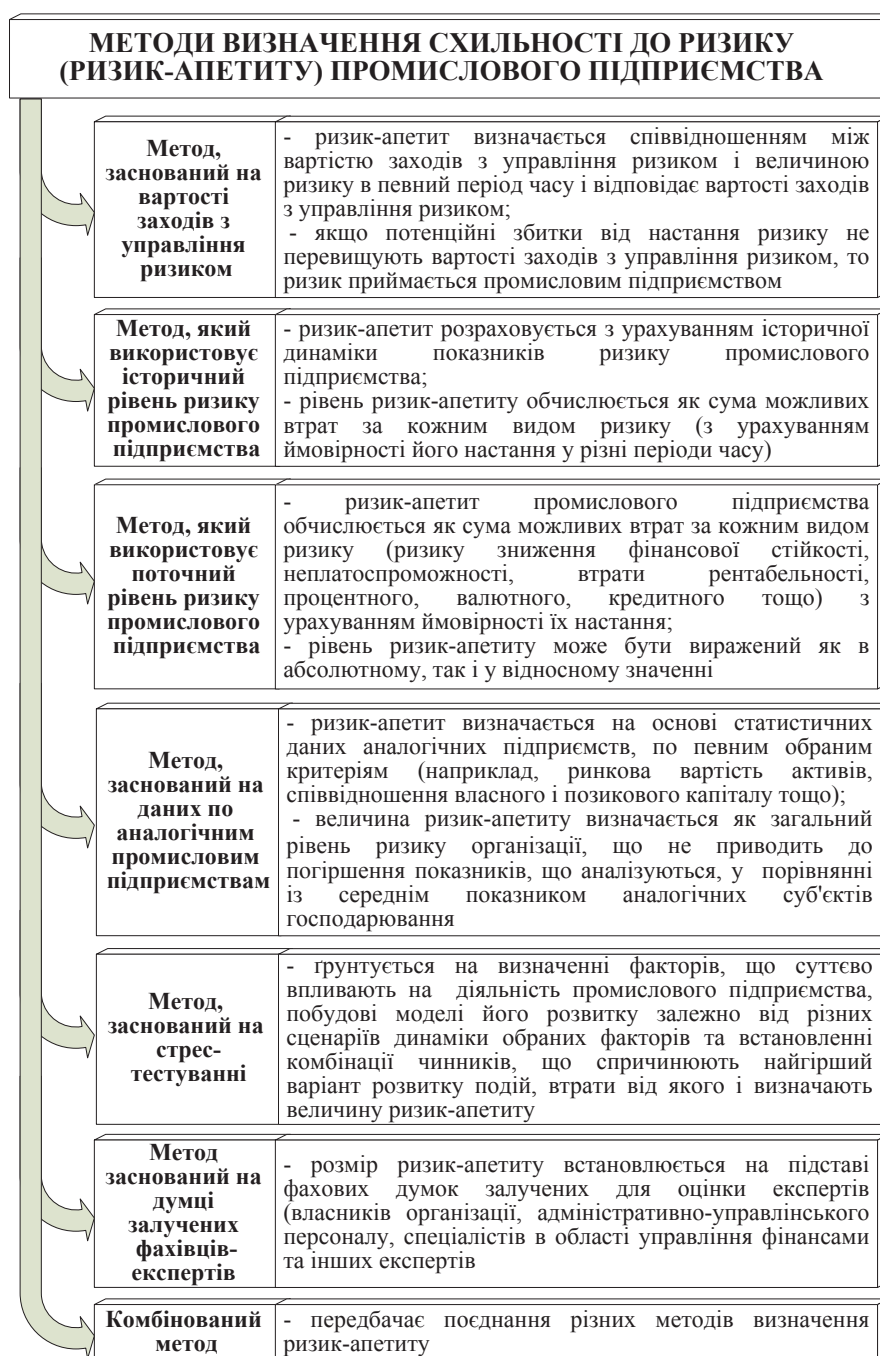 МЕТОДИ ВИЗНАЧЕННЯ СХИЛЬНОСТІ ДО РИЗИКУ
(РИЗИК-АПЕТИТУ) ПРОМИСЛОВОГО ПІДПРИЄМСТВА
Метод,
заснований на
вартості
заходів з
управління
ризиком
- ризик-апетит визначається співвідношенням між
вартістю заходів з управління ризиком і величиною
ризику в певний період часу і відповідає вартості заходів
з управління ризиком;
- якщо потенційні збитки від настання ризику не
перевищують вартості заходів з управління ризиком, то
ризик приймається промисловим підприємством
Метод, який
використовує
історичний
рівень ризику
промислового
підприємства
- ризик-апетит розраховується з урахуванням історичної
динаміки показників ризику промислового
підприємства;
- рівень ризик-апетиту обчислюється як сума можливих
втрат за кожним видом ризику (з урахуванням
ймовірності його настання у різні періоди часу)
Метод, який
використовує
поточний
рівень ризику
промислового
підприємства
- ризик-апетит промислового підприємства
обчислюється як сума можливих втрат за кожним видом
ризику (ризику зниження фінансової стійкості,
неплатоспроможності, втрати рентабельності,
процентного, валютного, кредитного тощо) з
урахуванням ймовірності їх настання;
- рівень ризик-апетиту може бути виражений як в
абсолютному, так і у відносному значенні
Метод,
заснований на
даних по
аналогічним
промисловим
підприємствам
- ризик-апетит визначається на основі статистичних
даних аналогічних підприємств, по певним обраним
критеріям (наприклад, ринкова вартість активів,
співвідношення власного і позикового капіталу тощо);
- величина ризик-апетиту визначається як загальний
рівень ризику організації, що не приводить до
погіршення показників, що аналізуються, у порівнянні
із середнім показником аналогічних суб'єктів
господарювання
Метод,
заснований на
стрес-
тестуванні
- ґрунтується на визначенні факторів, що суттєво
впливають на діяльність промислового підприємства,
побудові моделі його розвитку залежно від різних
сценаріїв динаміки обраних факторів та встановленні
комбінації чинників, що спричинюють найгірший
варіант розвитку подій, втрати від якого і визначають
величину ризик-апетиту
Метод
заснований на
думці
залучених
фахівців-
експертів
- розмір ризик-апетиту встановлюється на підставі
фахових думок залучених для оцінки експертів
(власників організації, адміністративно-управлінського
персоналу, спеціалістів в області управління фінансами
та інших експертів
Комбінований
метод
- передбачає поєднання різних методів визначення
ризик-апетиту